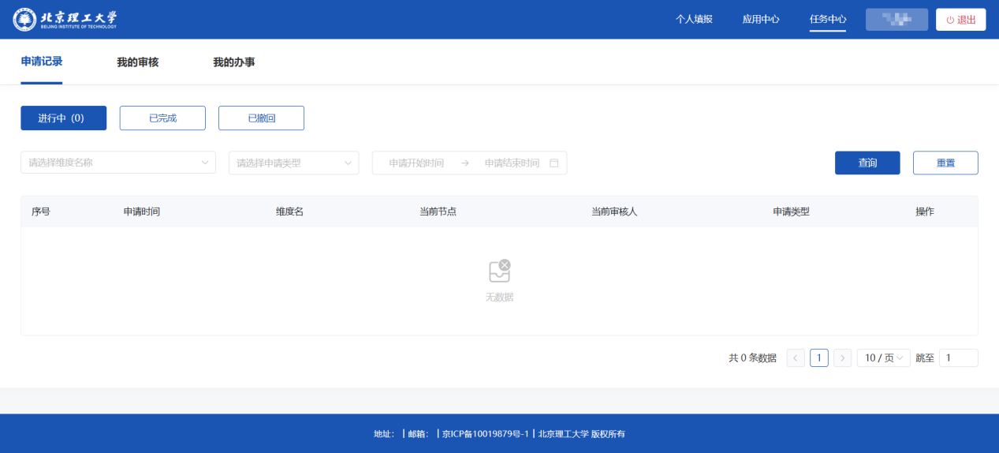 北京理工大学
BEIJING INSTITUTE OF TECHNOLOGY
个人填报 应用中心 任务中心 退出
申请记录 我的审核 我的办事
进行中 (0) 已完成 已撤回
请选择维度名称 请选择申请类型 申请开始时间 → 申请结束时间 查询 重置
序号 申请时间 维度名 当前节点 当前审核人 申请类型 操作
无数据
共 0 条数据 < 1 > 10 / 页 跳至 1
地址: | 邮箱: | 京ICP备10019879号-1 | 北京理工大学 版权所有